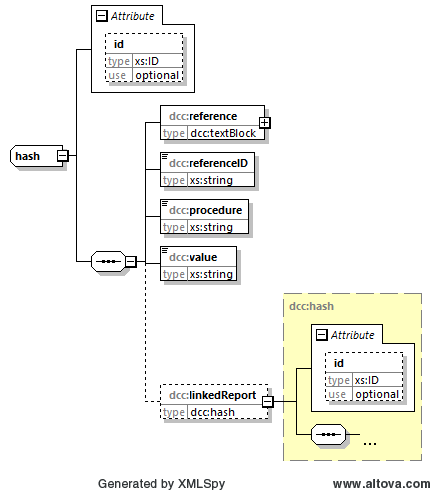 Attribute
id
type xs:ID
use optional
hash
dcc:reference
type dcc:textBlock
dcc:referenceID
type xs:string
dcc:procedure
type xs:string
dcc:value
type xs:string
dcc:hash
Attribute
id
type xs:ID
use optional
dcc:linkedReport
type dcc:hash
...
Generated by XMLSpy www.altova.com